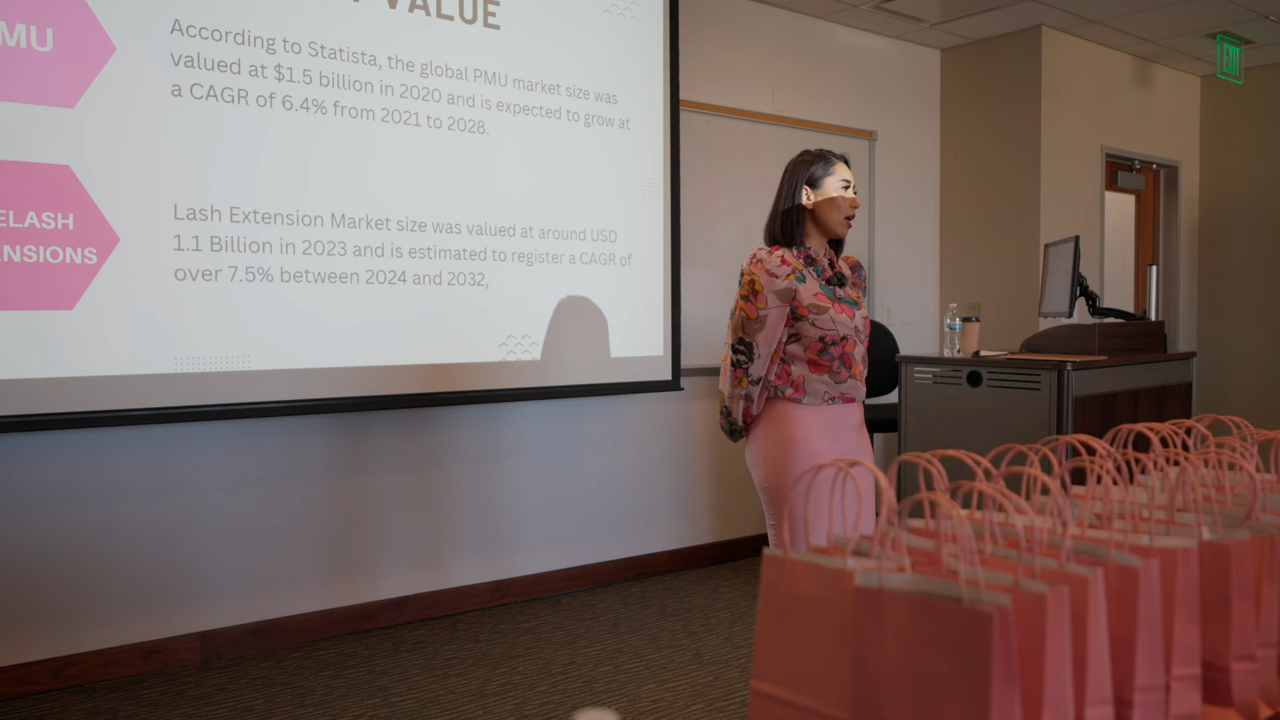 VALUE
MU
According to Statista, the global PMU market size was
valued at $1.5 billion in 2020 and is expected to grow at
a CAGR of 6.4% from 2021 to 2028.
ELASH
ENSIONS
Lash Extension Market size was valued at around USD
1.1 Billion in 2023 and is estimated to register a CAGR of
over 7.5% between 2024 and 2032,
EXIT